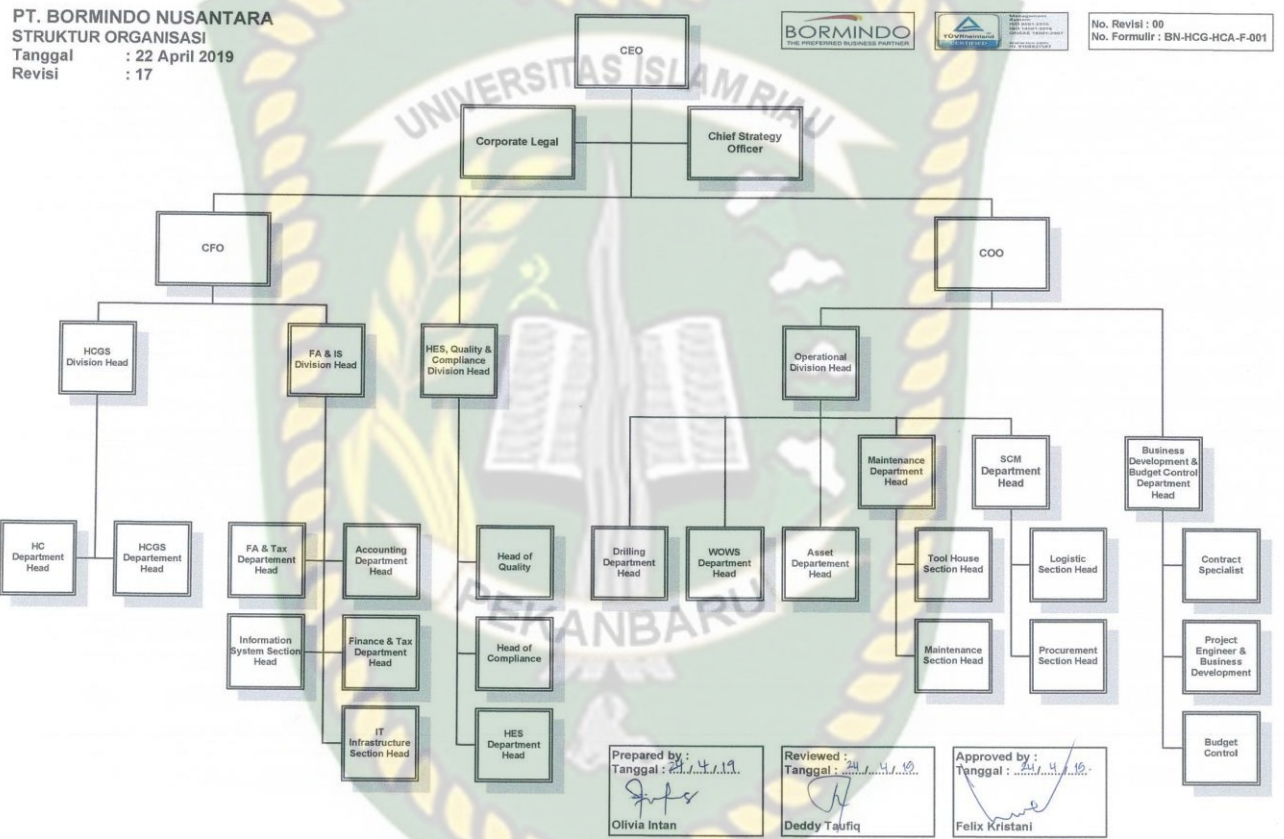 PT. BORMINDO NUSANTARA
STRUKTUR ORGANISASI
Tanggal : 22 April 2019
Revisi : 17
BORMINDO
THE PREFERRED BUSINESS PARTNER
TÜVRheinland
CERTIFIED
Management
System
No. Revisi : 00
No. Formulir : BN-HCG-HCA-F-001
UNIVERSITAS ISLAM RIAU
CEO
Corporate Legal
Chief Strategy
Officer
CFO
COO
HCGS
Division Head
FA & IS
Division Head
HES, Quality &
Compliance
Division Head
Operational
Division Head
Maintenance
Department
Head
SCM
Department
Head
Business
Development &
Budget Control
Department
Head
HC
Department
Head
HCGS
Departement
Head
FA & Tax
Departement
Head
Accounting
Department
Head
Head of
Quality
Drilling
Department
Head
WOWS
Department
Head
Asset
Departement
Head
Tool House
Section Head
Logistic
Section Head
Contract
Specialist
PEKANBARU
Information
System Section
Head
Finance & Tax
Department
Head
Head of
Compliance
Maintenance
Section Head
Procurement
Section Head
Project
Engineer &
Business
Development
IT
Infrastructure
Section Head
HES
Department
Head
Budget
Control
Prepared by :
Tanggal : 24/4/19
Olivia Intan
Reviewed :
Tanggal : 24/4/19
Deddy Taufiq
Approved by :
Tanggal : 24/4/19
Felix Kristani